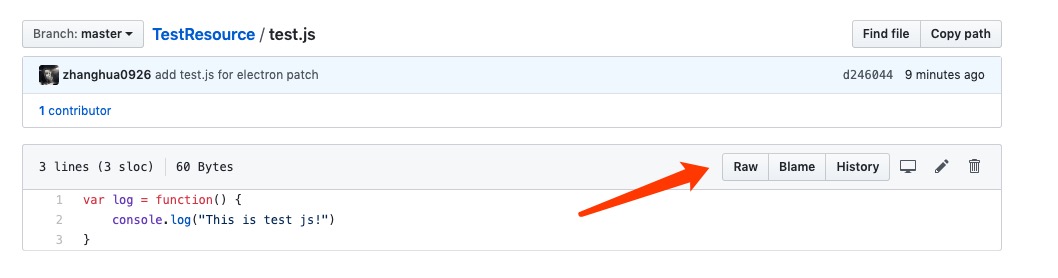 Branch: master TestResource / test.js Find file Copy path
zhanghua0926 add test.js for electron patch d246044 9 minutes ago
1 contributor
3 lines (3 sloc) 60 Bytes Raw Blame History
1 var log = function() {
2     console.log("This is test js!")
3 }